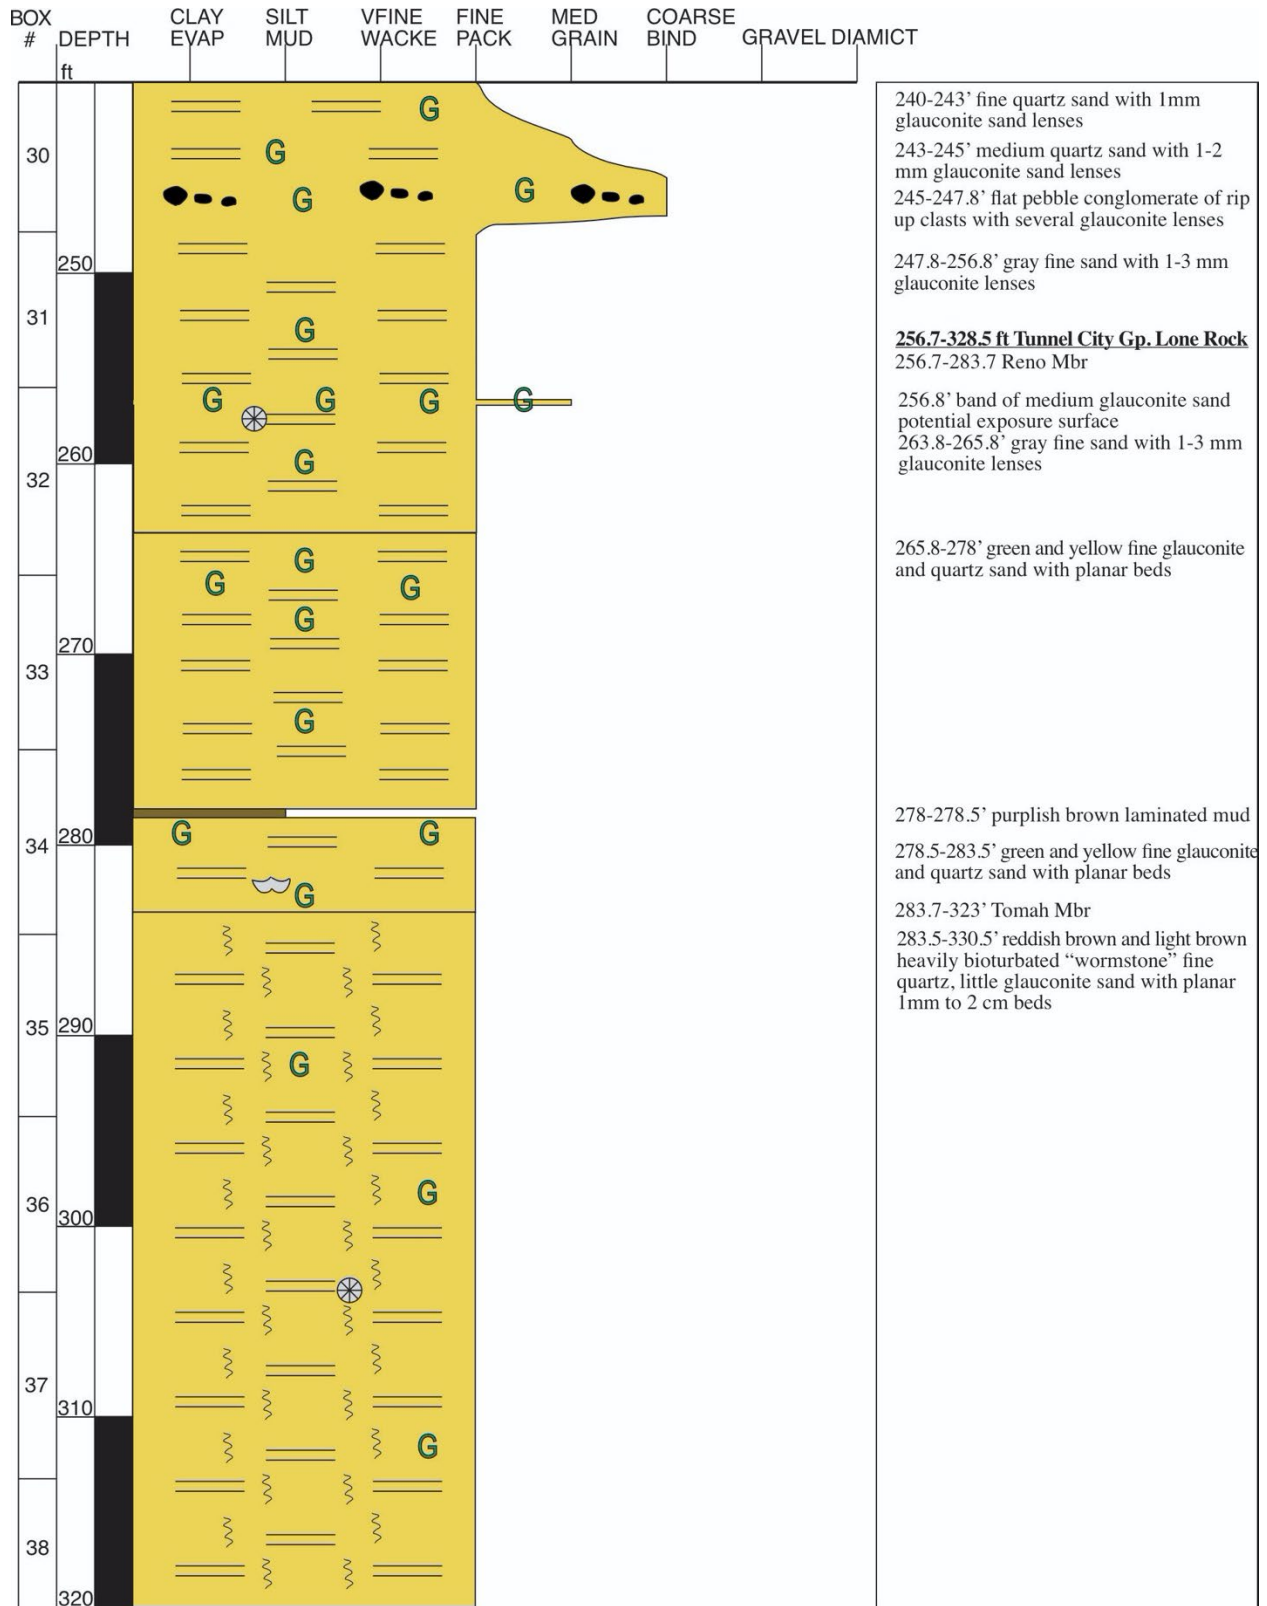 BOX
#
DEPTH
ft
CLAY
EVAP
SILT
MUD
VFINE
WACKE
FINE
PACK
MED
GRAIN
COARSE
BIND
GRAVEL
DIAMICT
240-243’ fine quartz sand with 1mm
glauconite sand lenses
G
30
G
243-245’ medium quartz sand with 1-2
mm glauconite sand lenses
G
G
245-247.8’ flat pebble conglomerate of rip
up clasts with several glauconite lenses
250
247.8-256.8’ gray fine sand with 1-3 mm
glauconite lenses
31
G
256.7-328.5 ft Tunnel City Gp. Lone Rock
256.7-283.7 Reno Mbr
G
G
G
G
256.8’ band of medium glauconite sand
potential exposure surface
263.8-265.8’ gray fine sand with 1-3 mm
glauconite lenses
260
G
32
G
265.8-278’ green and yellow fine glauconite
and quartz sand with planar beds
G
G
G
270
33
G
278-278.5’ purplish brown laminated mud
280
G
G
34
278.5-283.5’ green and yellow fine glauconite
and quartz sand with planar beds
G
283.7-323’ Tomah Mbr
283.5-330.5’ reddish brown and light brown
heavily bioturbated “wormstone” fine
quartz, little glauconite sand with planar
1mm to 2 cm beds
35
290
G
36
G
300
37
310
G
38
320